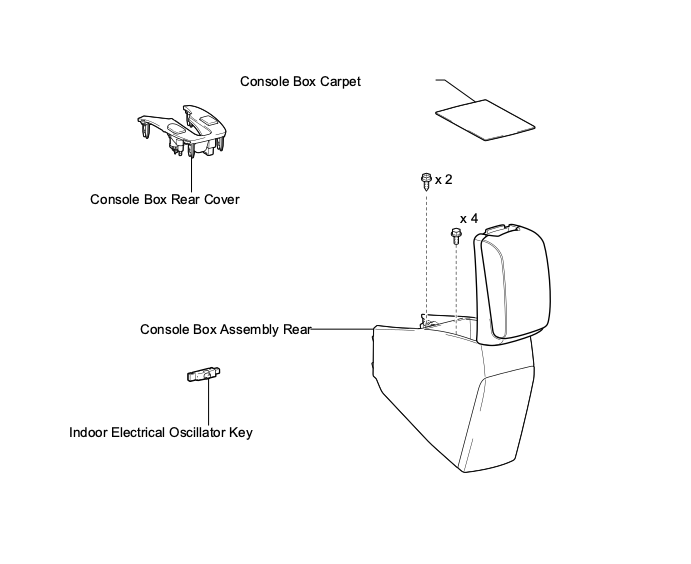 Console Box Carpet
x 2
Console Box Rear Cover
x 4
Console Box Assembly Rear
Indoor Electrical Oscillator Key